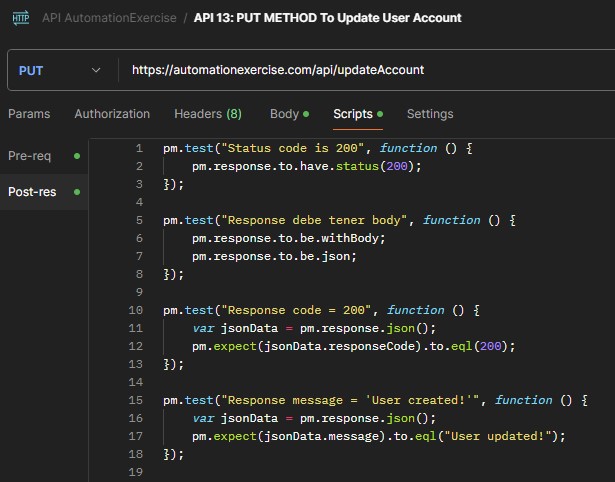 HTTP API AutomationExercise / API 13: PUT METHOD To Update User Account
PUT https://automationexercise.com/api/updateAccount
Params Authorization Headers (8) Body Scripts Settings
Pre-req
Post-res
1 pm.test("Status code is 200", function () {
2 pm.response.to.have.status(200);
3 });
4
5 pm.test("Response debe tener body", function () {
6 pm.response.to.be.withBody;
7 pm.response.to.be.json;
8 });
9
10 pm.test("Response code = 200", function () {
11 var jsonData = pm.response.json();
12 pm.expect(jsonData.responseCode).to.eql(200);
13 });
14
15 pm.test("Response message = 'User created!'", function () {
16 var jsonData = pm.response.json();
17 pm.expect(jsonData.message).to.eql("User updated!");
18 });
19